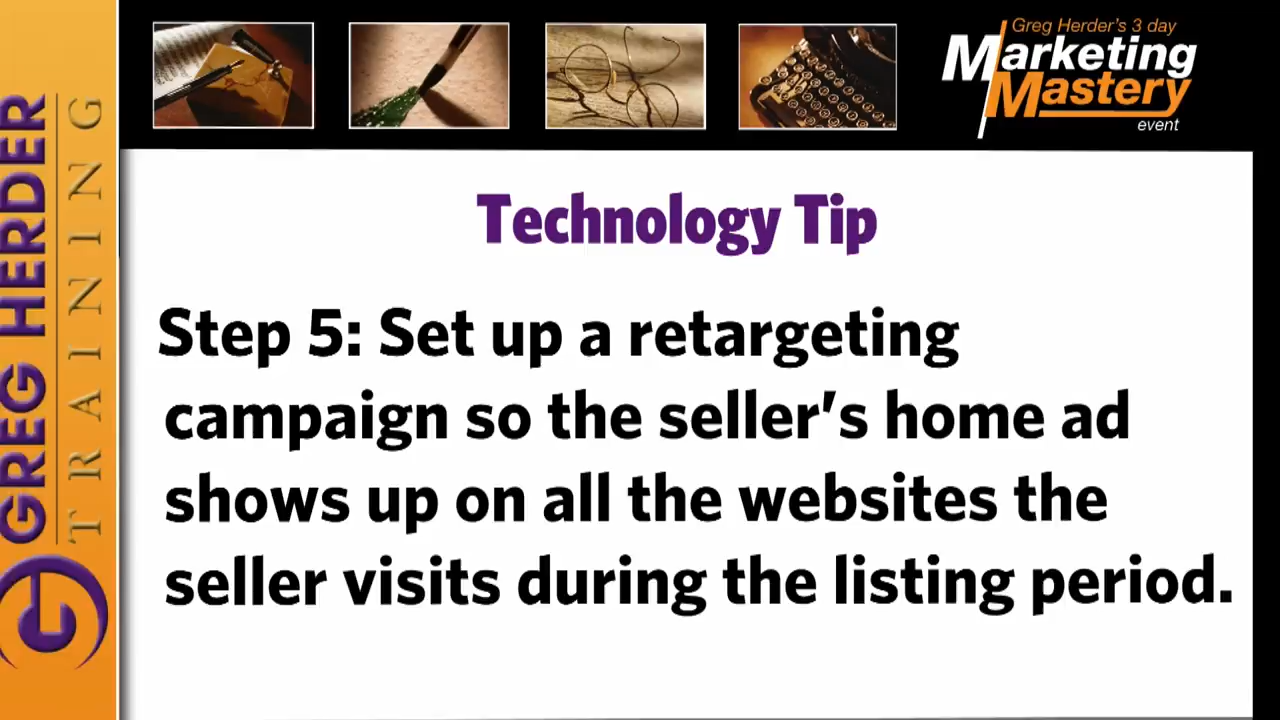 GREG HERDER
TRAINING
Greg Herder's 3 day
Marketing
Mastery
event
Technology Tip
Step 5: Set up a retargeting
campaign so the seller’s home ad
shows up on all the websites the
seller visits during the listing period.